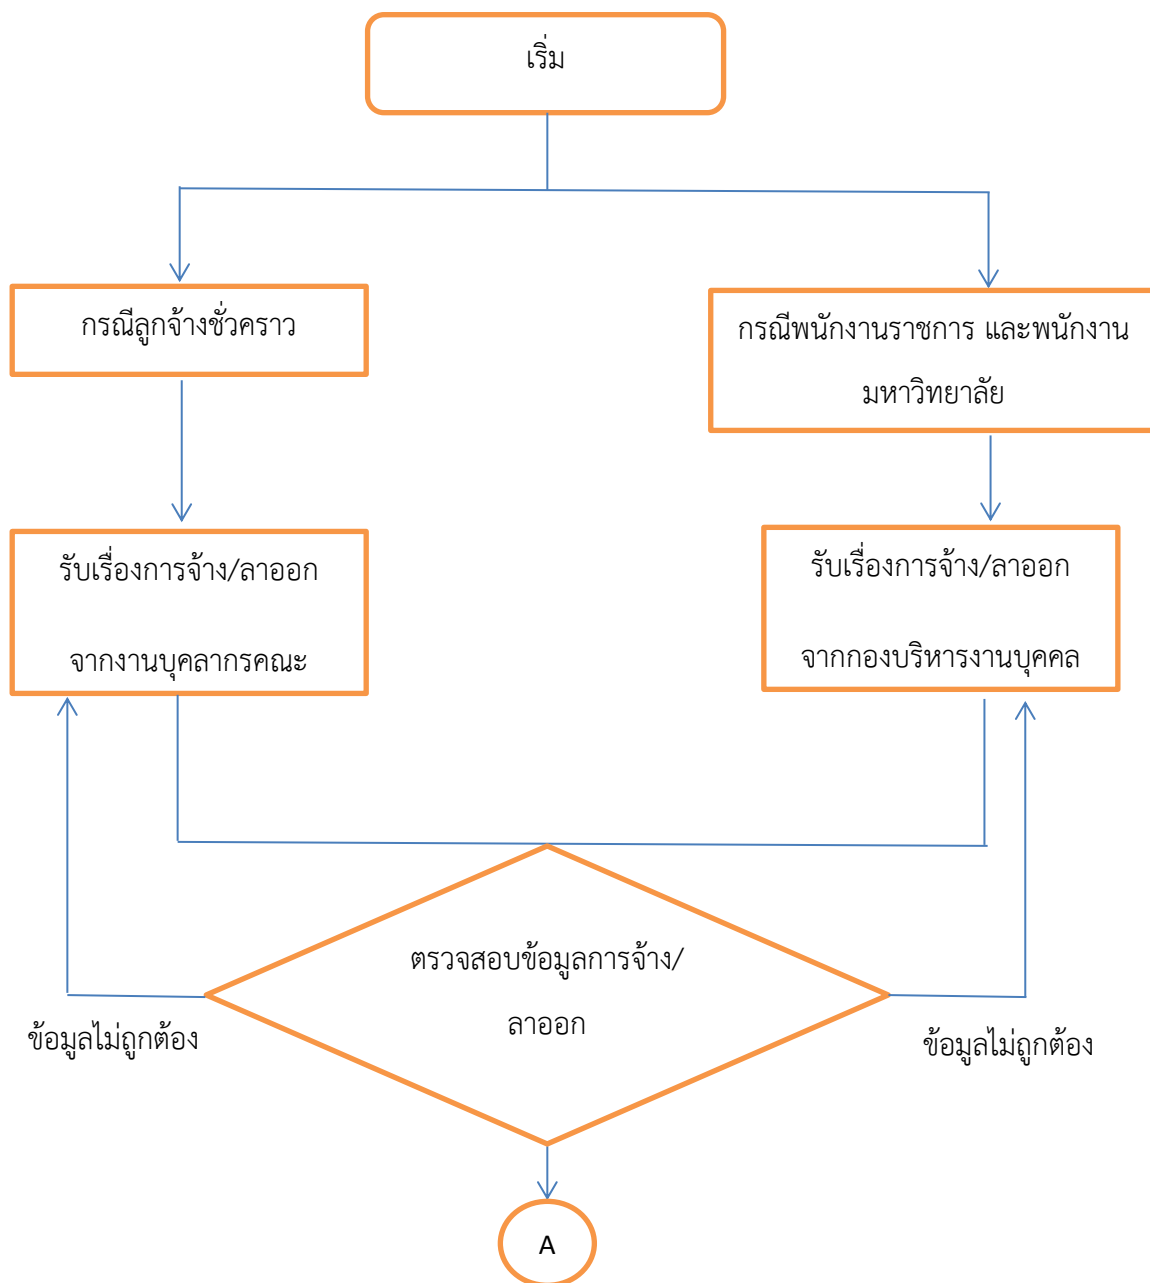 เริ่ม
กรณีลูกจ้างชั่วคราว
กรณีพนักงานราชการ และพนักงาน
มหาวิทยาลัย
รับเรื่องการจ้าง/ลาออก
จากงานบุคลากรคณะ
รับเรื่องการจ้าง/ลาออก
จากกองบริหารงานบุคคล
ตรวจสอบข้อมูลการจ้าง/
ลาออก
ข้อมูลไม่ถูกต้อง
ข้อมูลไม่ถูกต้อง
A